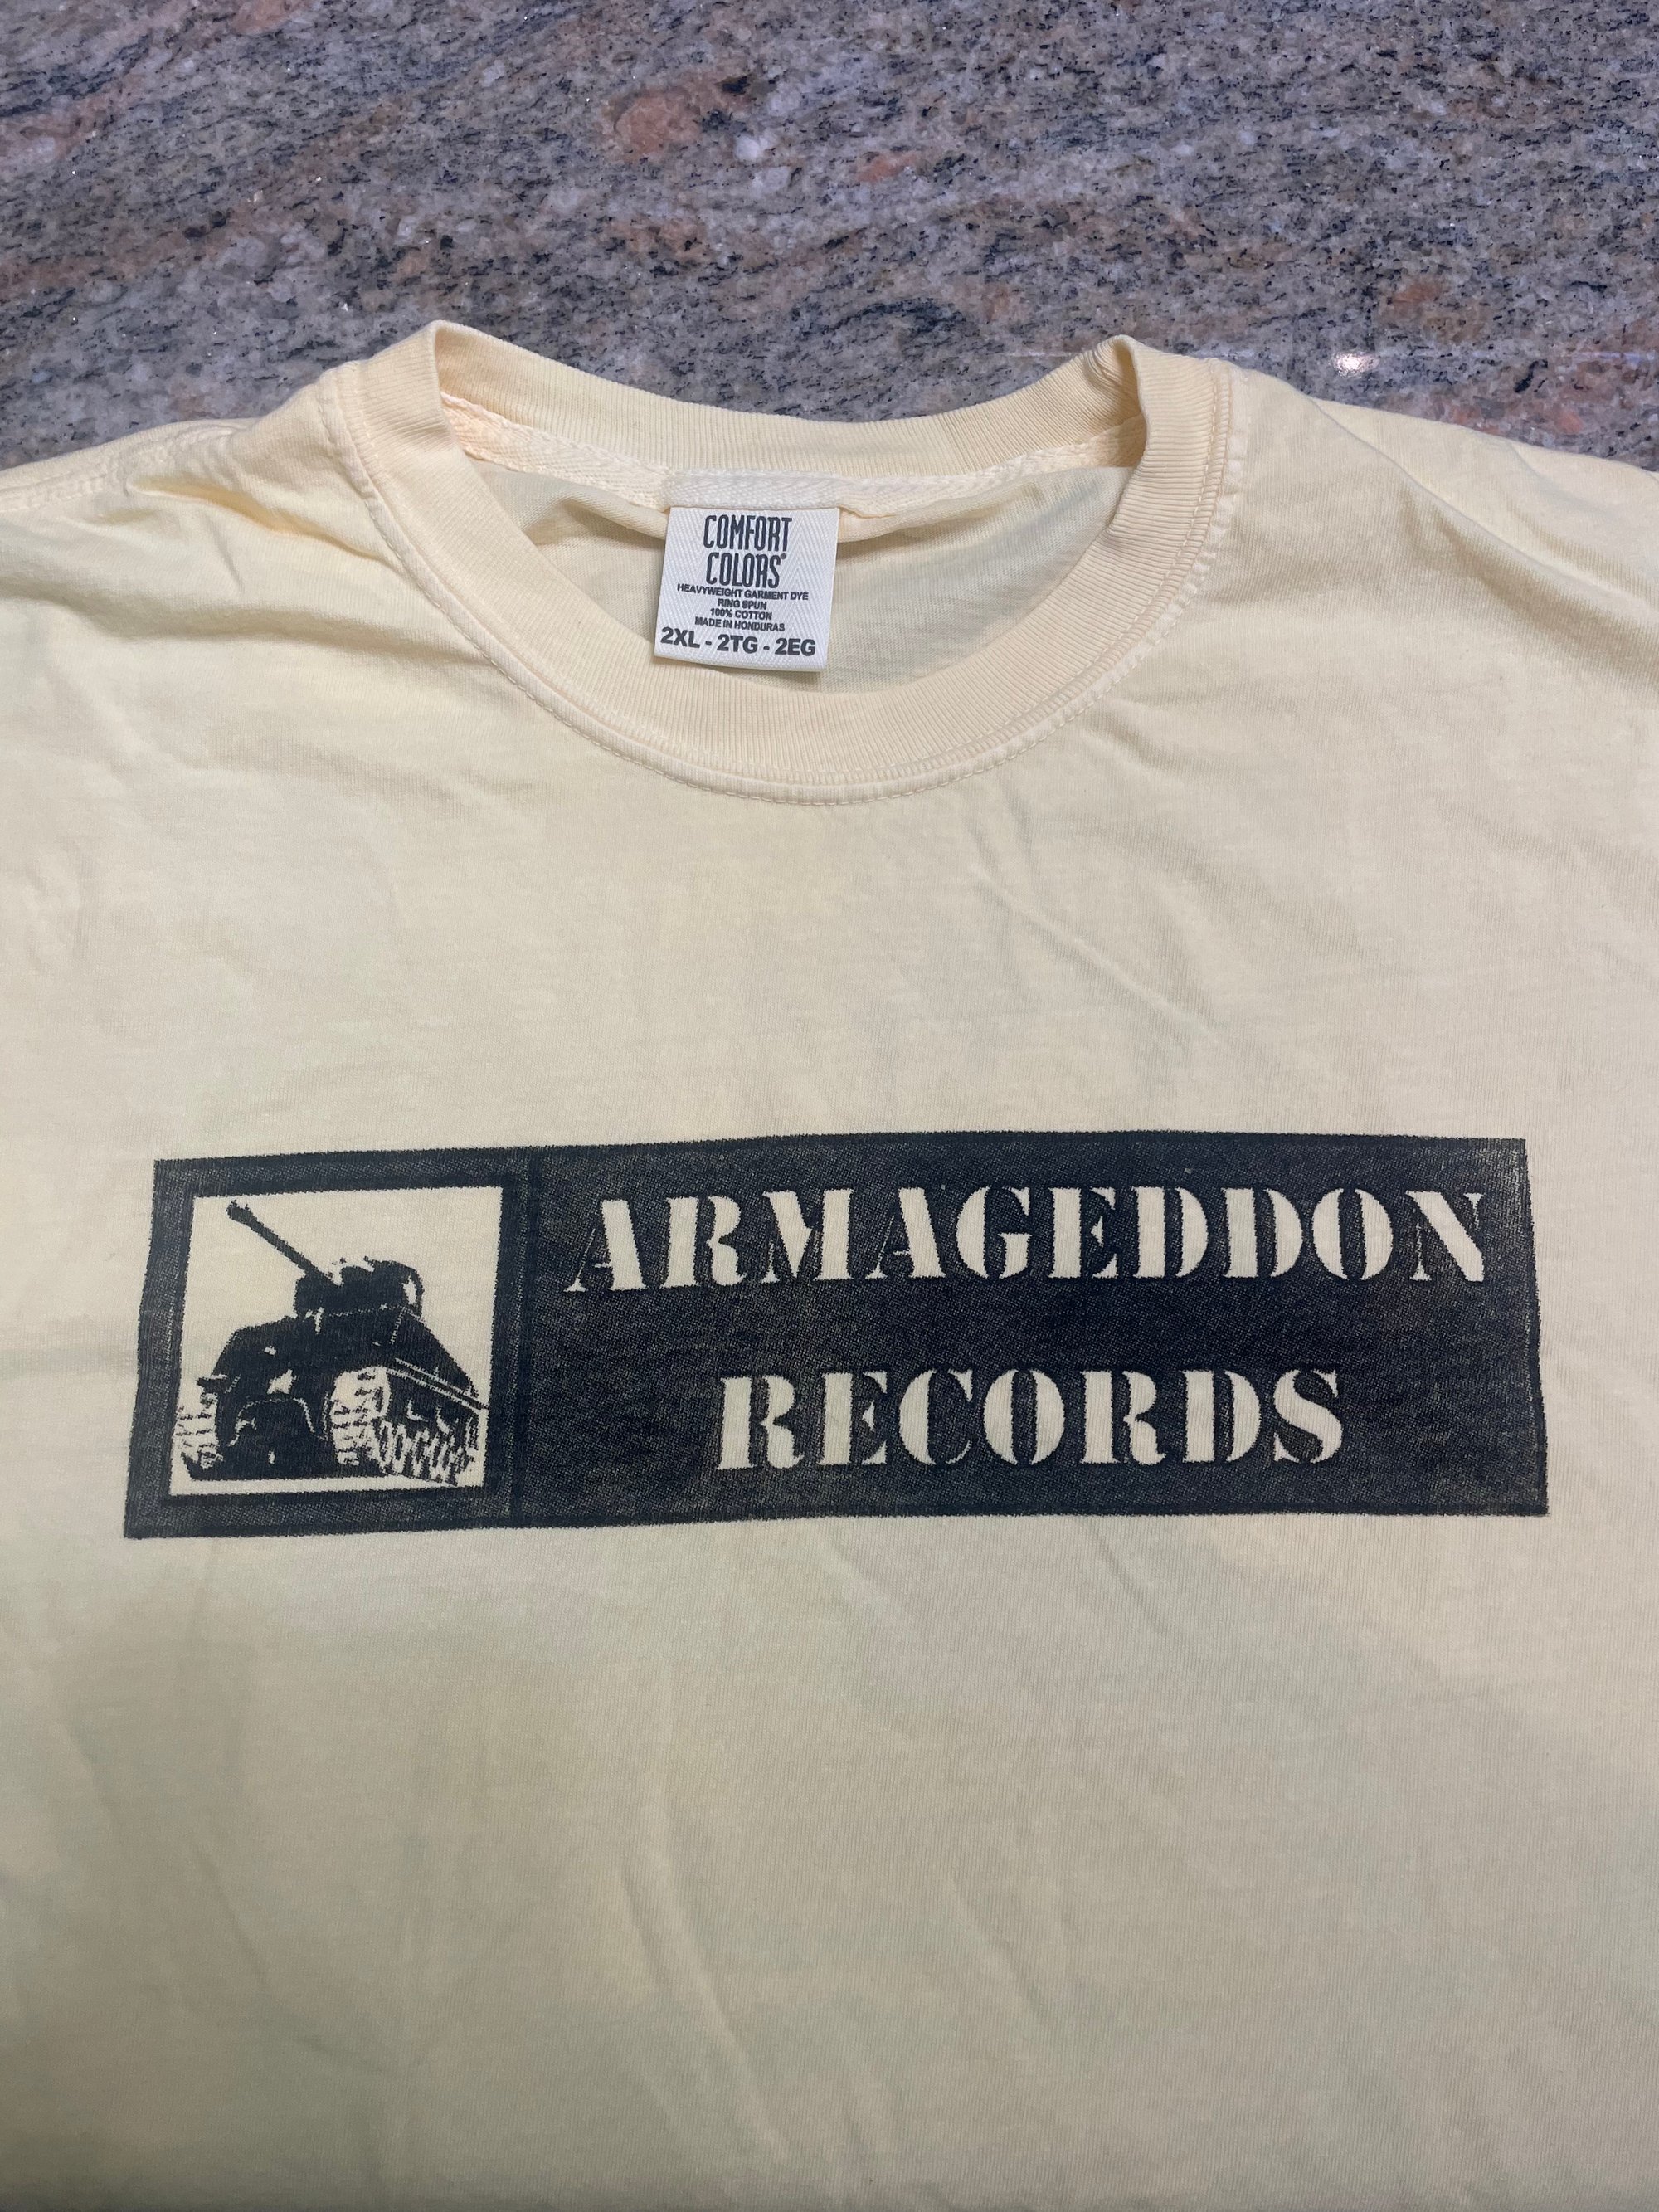 COMFORT
COLORS®
HEAVYWEIGHT GARMENT DYE
RING SPUN
100% COTTON
MADE IN HONDURAS
2XL - 2TG - 2EG
ARMAGEDDON
RECORDS